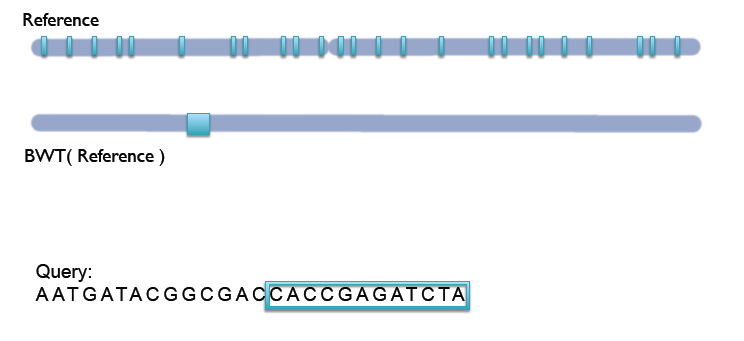 Reference
BWT( Reference )
Query:
AATGATACGGCGACCACCGAGATCTA